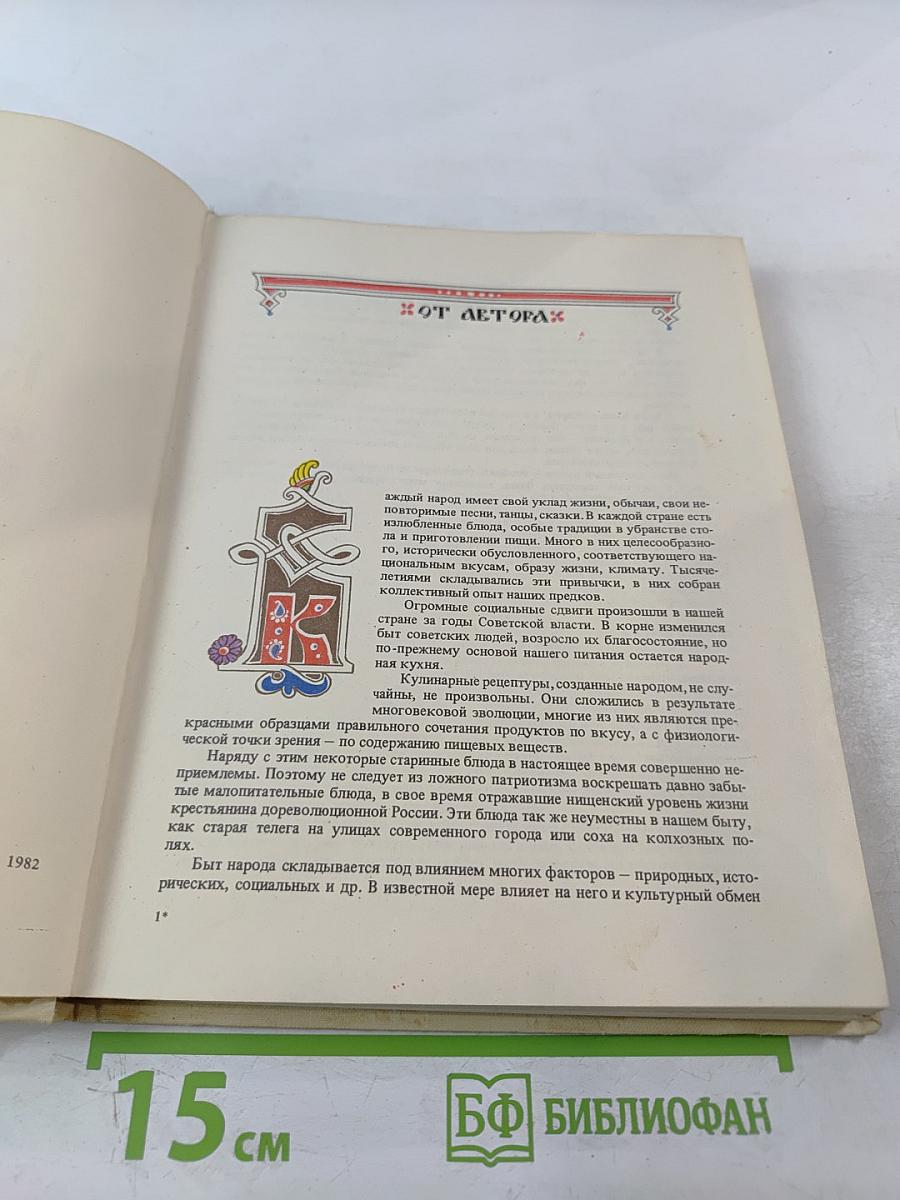 ОТ АВТОРА
К
аждый народ имеет свой уклад жизни, обычаи, свои не-
повторимые песни, танцы, сказки. В каждой стране есть
излюбленные блюда, особые традиции в убранстве сто-
ла и приготовлении пищи. Много в них целесообразно-
го, исторически обусловленного, соответствующего на-
циональным вкусам, образу жизни, климату. Тысяче-
летиями складывались эти привычки, в них собран
коллективный опыт наших предков.
Огромные социальные сдвиги произошли в нашей
стране за годы Советской власти. В корне изменился
быт советских людей, возросло их благосостояние, но
по-прежнему основой нашего питания остается народ-
ная кухня.
Кулинарные рецептуры, созданные народом, не слу-
чайны, не произвольны. Они сложились в результате
многовековой эволюции, многие из них являются пре-
красными образцами правильного сочетания продуктов по вкусу, а с физиологи-
ческой точки зрения — по содержанию пищевых веществ.
Наряду с этим некоторые старинные блюда в настоящее время совершенно не-
приемлемы. Поэтому не следует из ложного патриотизма воскрешать давно забы-
тые малопитательные блюда, в свое время отражавшие нищенский уровень жизни
крестьянина дореволюционной России. Эти блюда так же неуместны в нашем быту,
как старая телега на улицах современного города или соха на колхозных по-
лях.
Быт народа складывается под влиянием многих факторов — природных, исто-
рических, социальных и др. В известной мере влияет на него и культурный обмен
1*
1982
15 см
БФ БИБЛИОФАН